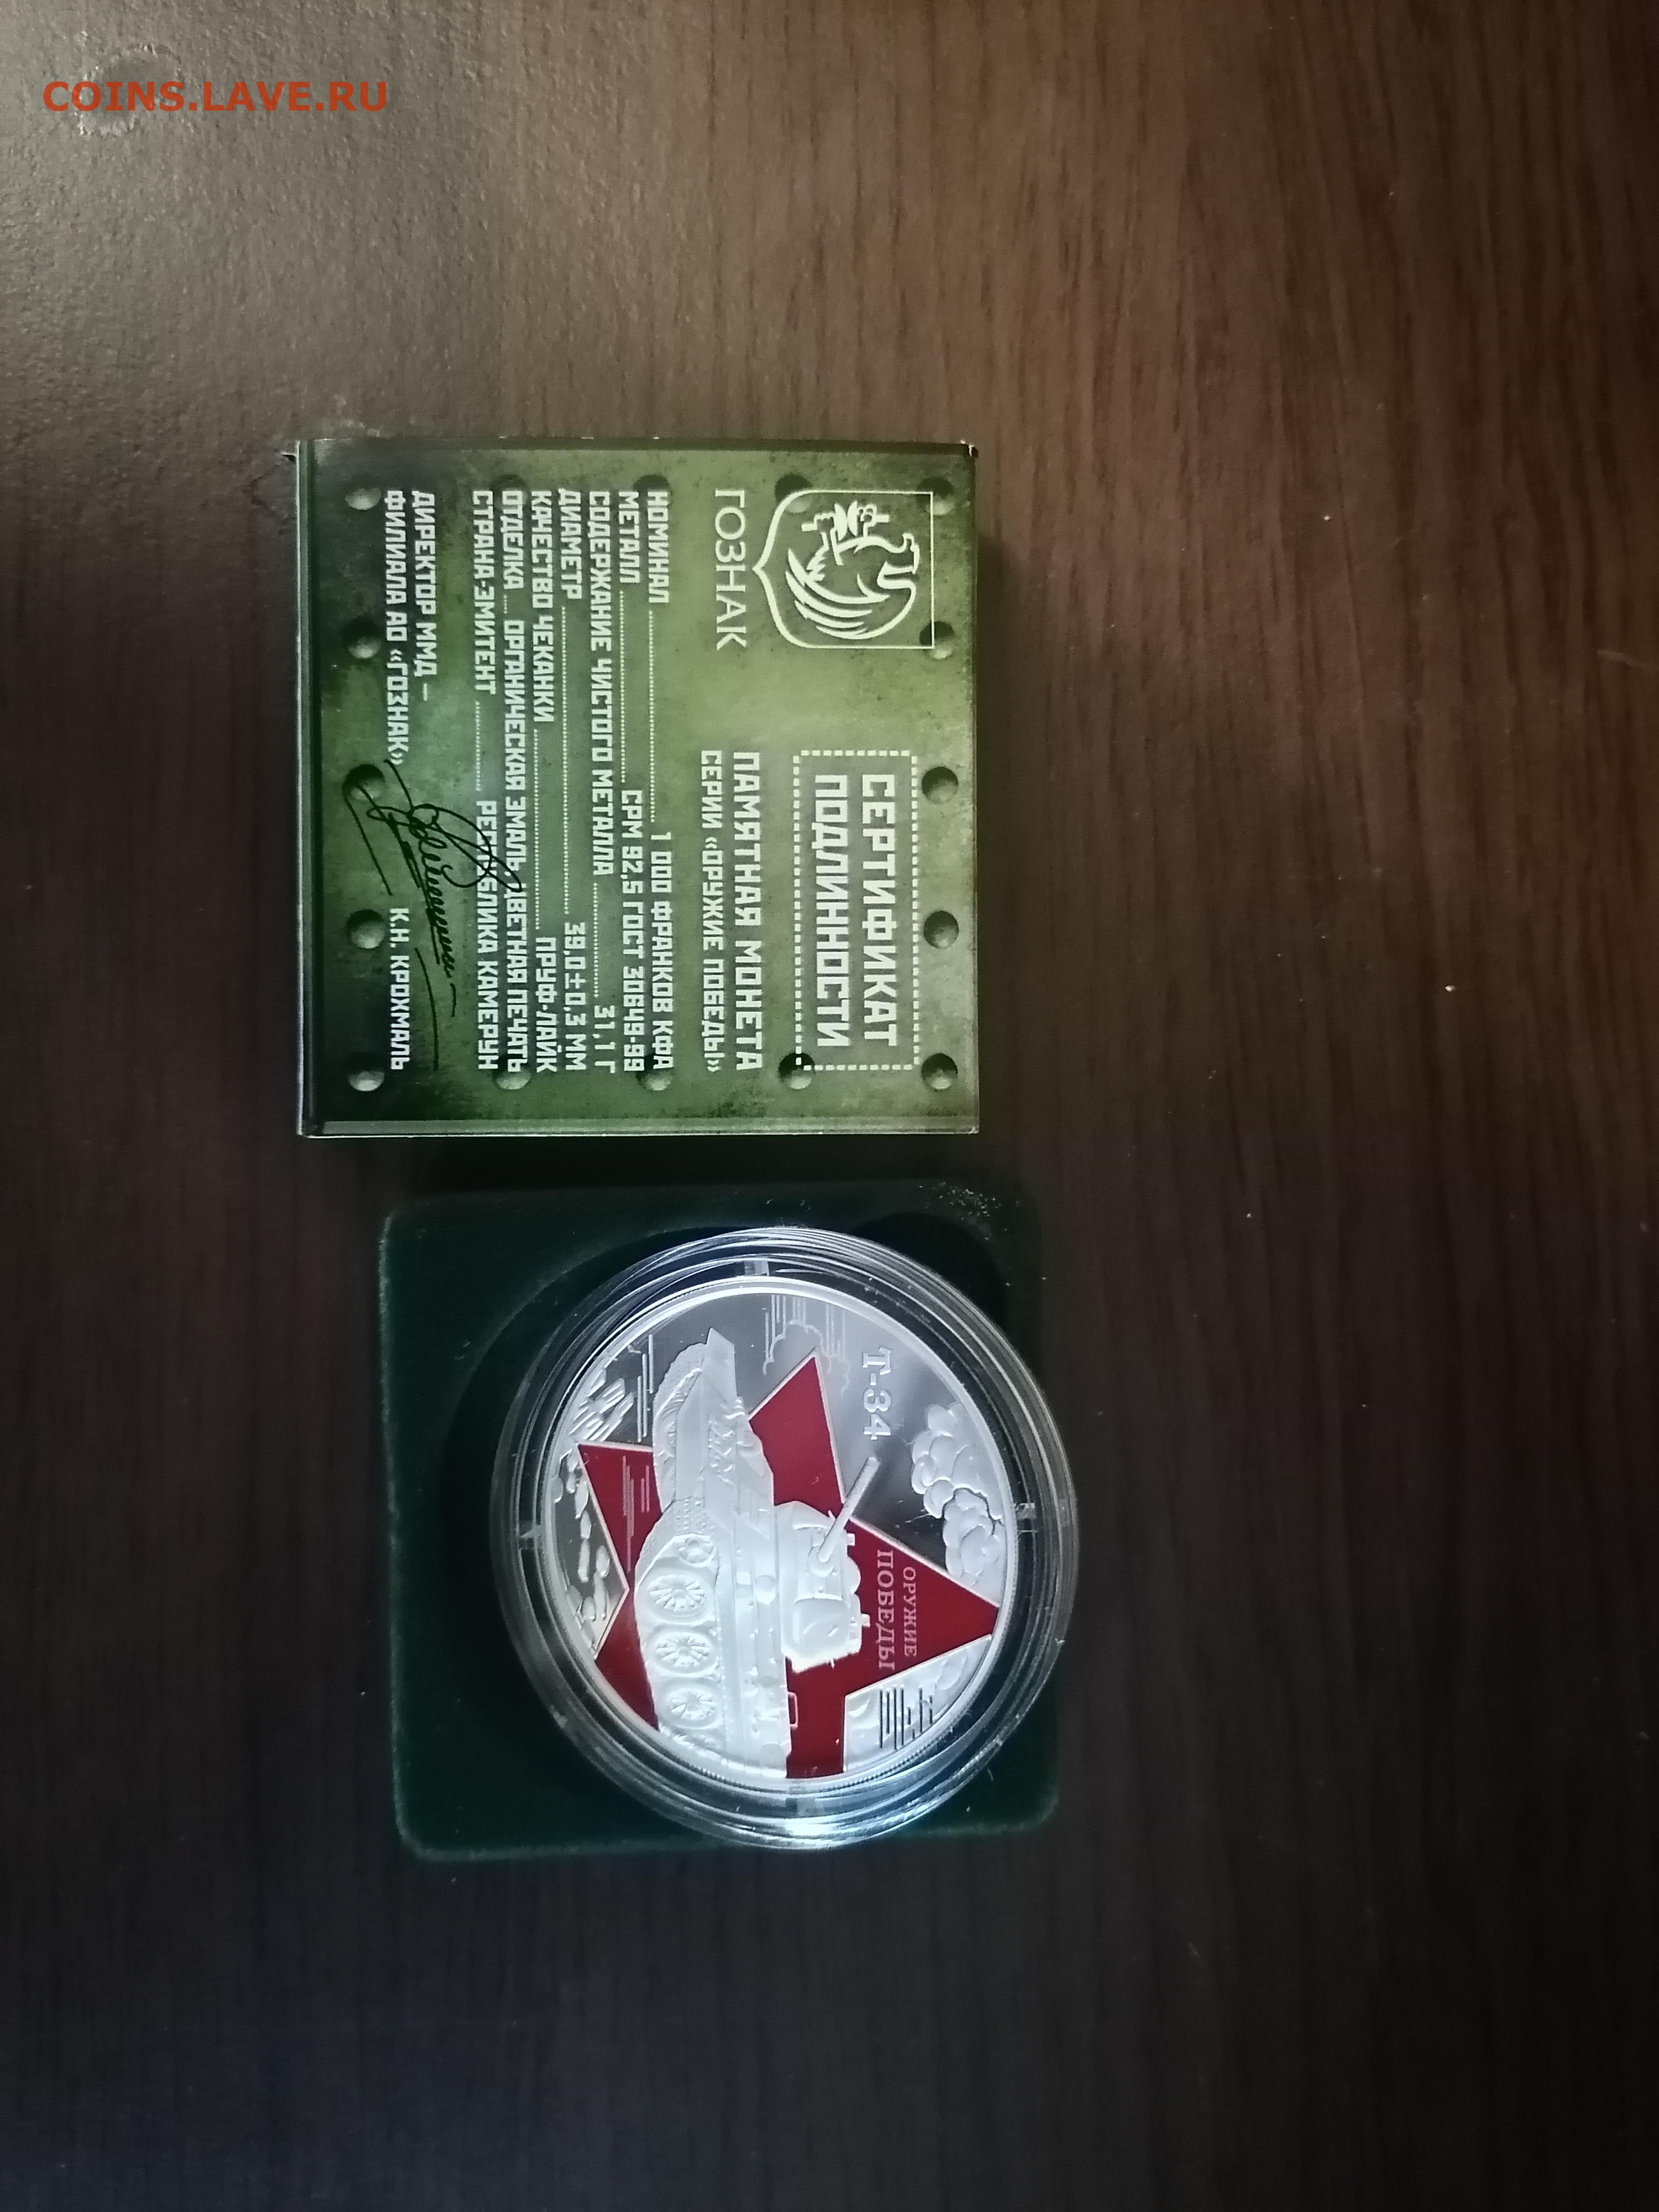 COINS.LAVE.RU
ГОЗНАК
СЕРТИФИКАТ
ПОДЛИННОСТИ
ПАМЯТНАЯ МОНЕТА
СЕРИИ «ОРУЖИЕ ПОБЕДЫ»
НОМИНАЛ 1 000 ФРАНКОВ КФА
МЕТАЛЛ СРМ 92,5 ГОСТ 30649-99
СОДЕРЖАНИЕ ЧИСТОГО МЕТАЛЛА 31,1 Г
ДИАМЕТР 39,0±0,3 ММ
КАЧЕСТВО ЧЕКАНКИ ПРУФ-ЛАЙК
ОТДЕЛКА ОРГАНИЧЕСКАЯ ЭМАЛЬ, ЦВЕТНАЯ ПЕЧАТЬ
СТРАНА-ЭМИТЕНТ РЕСПУБЛИКА КАМЕРУН
ДИРЕКТОР ММД –
ФИЛИАЛА АО «ГОЗНАК» К.Н. КРОХМАЛЬ
Т-34
ОРУЖИЕ
ПОБЕДЫ